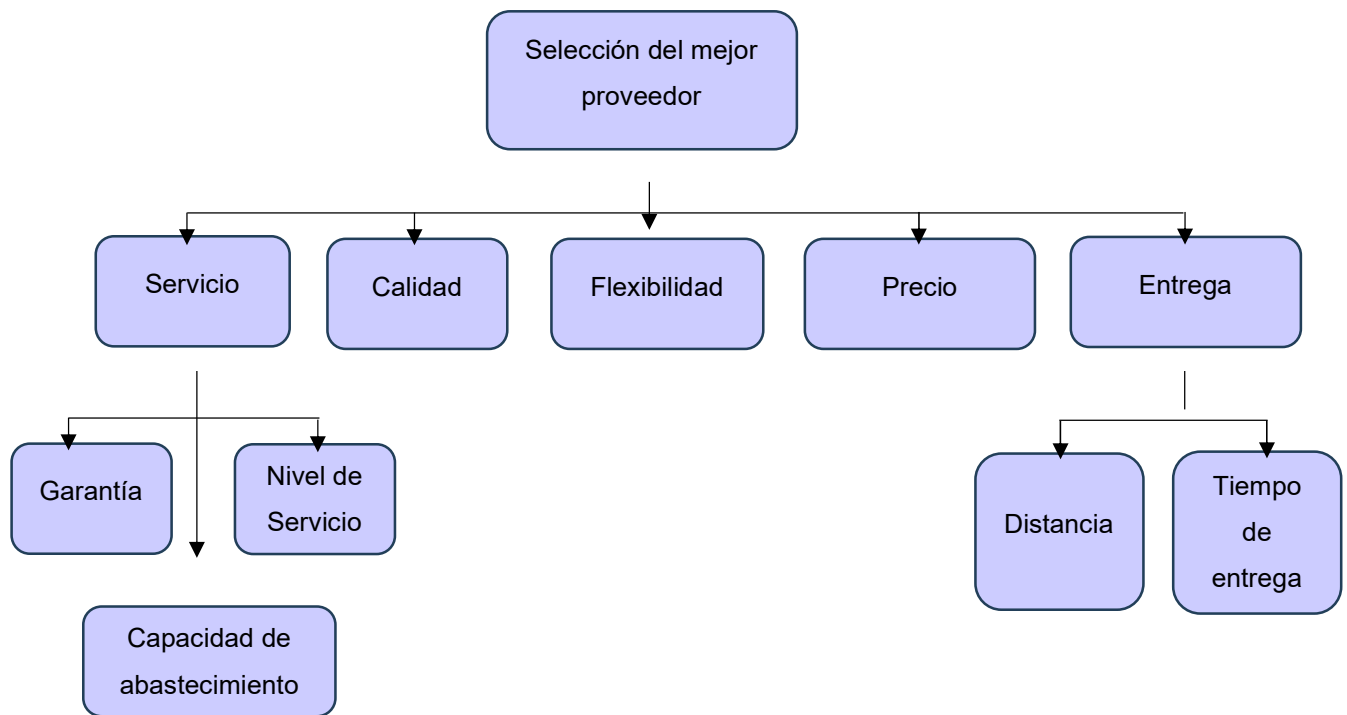 Selección del mejor
proveedor
Servicio
Calidad
Flexibilidad
Precio
Entrega
Garantía
Nivel de
Servicio
Capacidad de
abastecimiento
Distancia
Tiempo
de
entrega